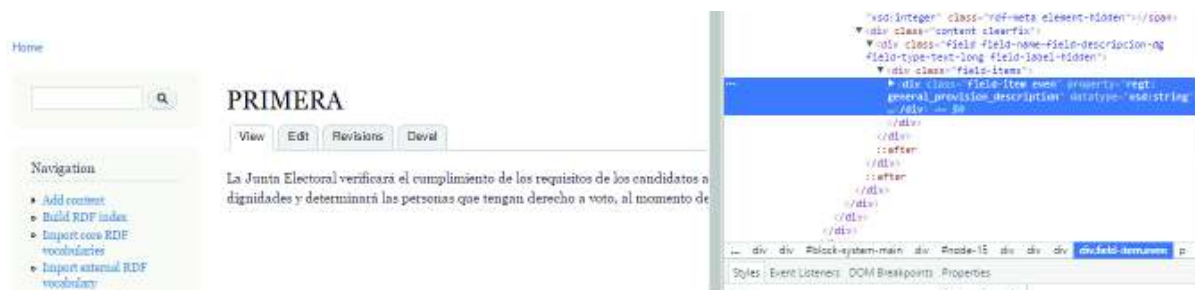 Home
PRIMERA
View Edit Revisions Devel
La Junta Electoral verificará el cumplimiento de los requisitos de los candidatos a
dignidades y determinará las personas que tengan derecho a voto, al momento de
Navigation
Add content
Build RDF index
Import core RDF
vocabularies
Import external RDF
vocabulary
"xsd:integer" class="rdf-meta element-hidden"></span>
▼<div class="content clearfix">
▼<div class="field field-name-field-descripcion-dg
field-type-text-long field-label-hidden">
▼<div class="field-items">
... ▶<div class="field-item even" property="regt:
general_provision_description" datatype="xsd:string"
…</div> == $0
</div>
</div>
::after
</div>
::after
</div>
</div>
</div>
</div>
... div div #block-system-main div #node-15 div div div div.field-item.even p
Styles Event Listeners DOM Breakpoints Properties